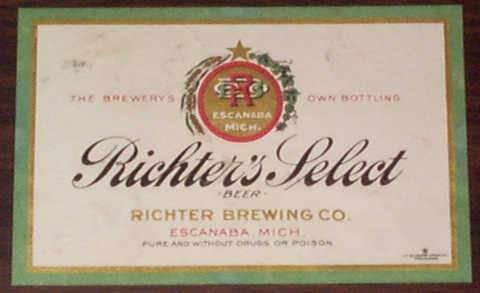 THE BREWERY'S OWN BOTTLING
ESCANABA
MICH.
Richter's Select
-BEER-
RICHTER BREWING CO.
ESCANABA, MICH.
PURE AND WITHOUT DRUGS OR POISON